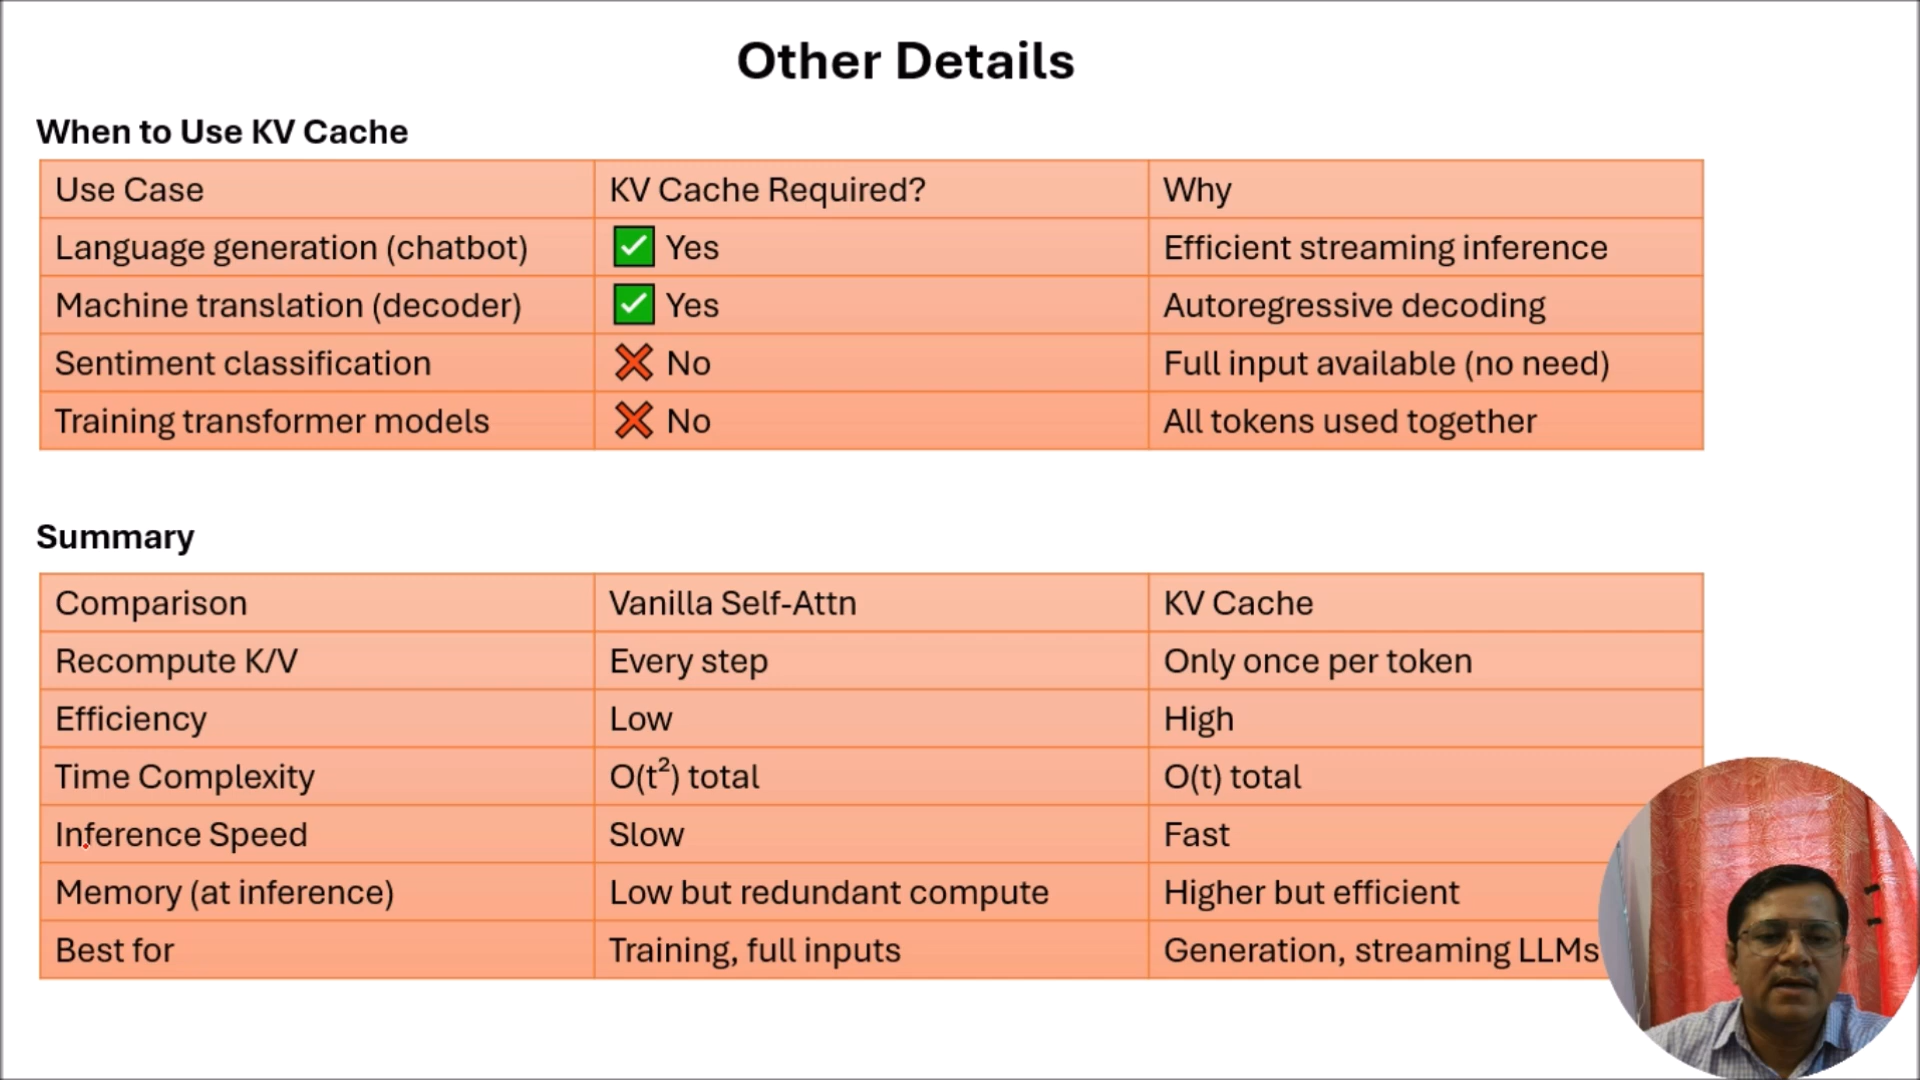 Other Details
When to Use KV Cache
Use Case KV Cache Required? Why
Language generation (chatbot) ✅ Yes Efficient streaming inference
Machine translation (decoder) ✅ Yes Autoregressive decoding
Sentiment classification ❌ No Full input available (no need)
Training transformer models ❌ No All tokens used together
Summary
Comparison Vanilla Self-Attn KV Cache
Recompute K/V Every step Only once per token
Efficiency Low High
Time Complexity O(t²) total O(t) total
Inference Speed Slow Fast
Memory (at inference) Low but redundant compute Higher but efficient
Best for Training, full inputs Generation, streaming LLMs